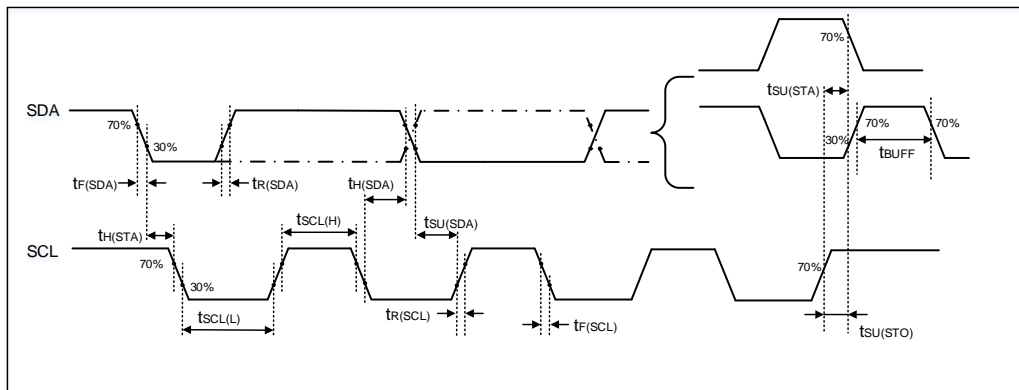 70%
tSU(STA)
SDA
70%
30%
30%
70%
70%
tBUFF
tF(SDA)
tR(SDA)
tH(SDA)
tSCL(H)
tSU(SDA)
tH(STA)
SCL
70%
30%
70%
tSCL(L)
tR(SCL)
tF(SCL)
tSU(STO)